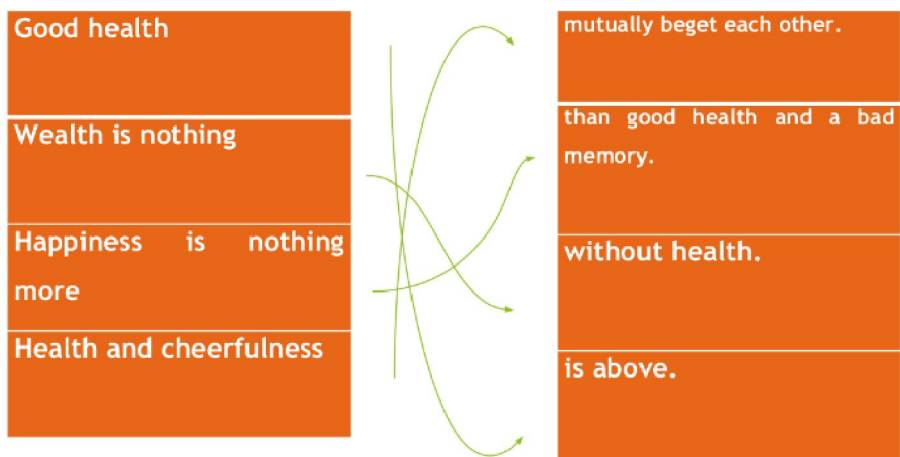 Good health
Wealth is nothing
Happiness is nothing
more
Health and cheerfulness
mutually beget each other.
than good health and a bad
memory.
without health.
is above.